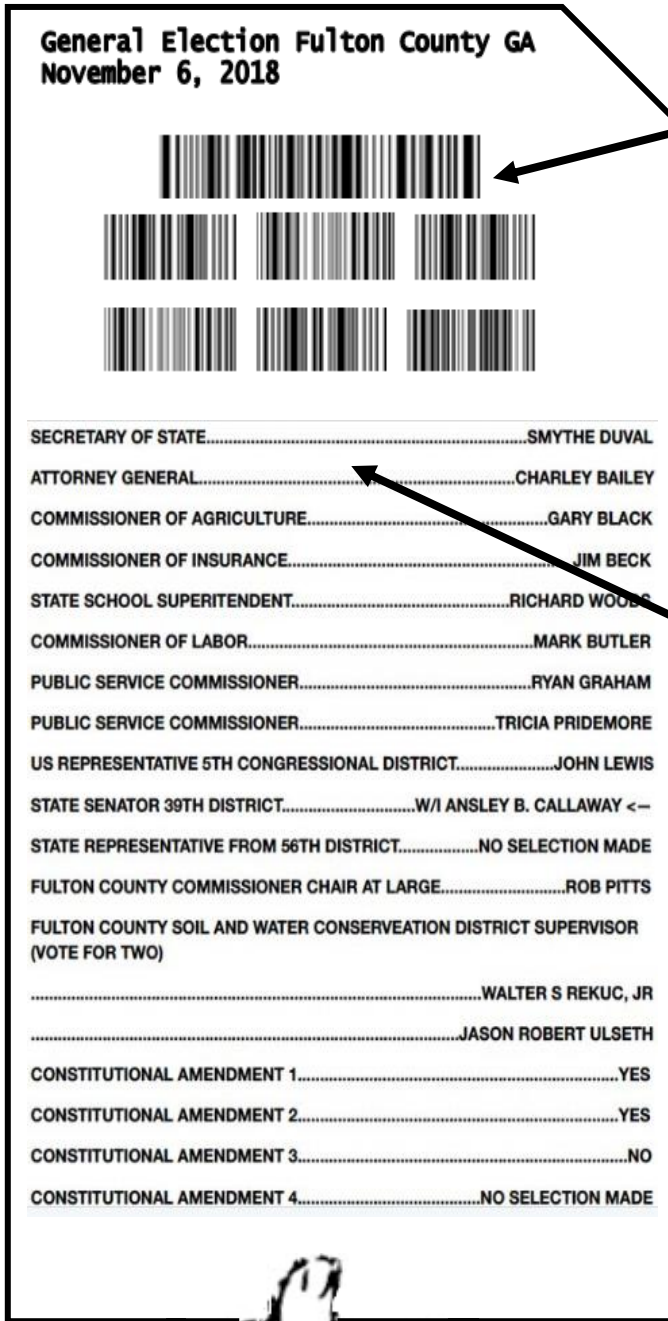 General Election Fulton County GA
November 6, 2018
SECRETARY OF STATE..........................................................................SMYTHE DUVAL
ATTORNEY GENERAL..........................................................................CHARLEY BAILEY
COMMISSIONER OF AGRICULTURE.......................................................GARY BLACK
COMMISSIONER OF INSURANCE................................................................JIM BECK
STATE SCHOOL SUPERITENDENT..................................................RICHARD WOODS
COMMISSIONER OF LABOR..................................................................MARK BUTLER
PUBLIC SERVICE COMMISSIONER.....................................................RYAN GRAHAM
PUBLIC SERVICE COMMISSIONER.............................................TRICIA PRIDEMORE
US REPRESENTATIVE 5TH CONGRESSIONAL DISTRICT......................JOHN LEWIS
STATE SENATOR 39TH DISTRICT..............................W/I ANSLEY B. CALLAWAY <--
STATE REPRESENTATIVE FROM 56TH DISTRICT..................NO SELECTION MADE
FULTON COUNTY COMMISSIONER CHAIR AT LARGE............................ROB PITTS
FULTON COUNTY SOIL AND WATER CONSERVEATION DISTRICT SUPERVISOR
(VOTE FOR TWO)
....................................................................................................WALTER S REKUC, JR
...............................................................................................JASON ROBERT ULSETH
CONSTITUTIONAL AMENDMENT 1.......................................................................YES
CONSTITUTIONAL AMENDMENT 2.......................................................................YES
CONSTITUTIONAL AMENDMENT 3.........................................................................NO
CONSTITUTIONAL AMENDMENT 4........................................NO SELECTION MADE